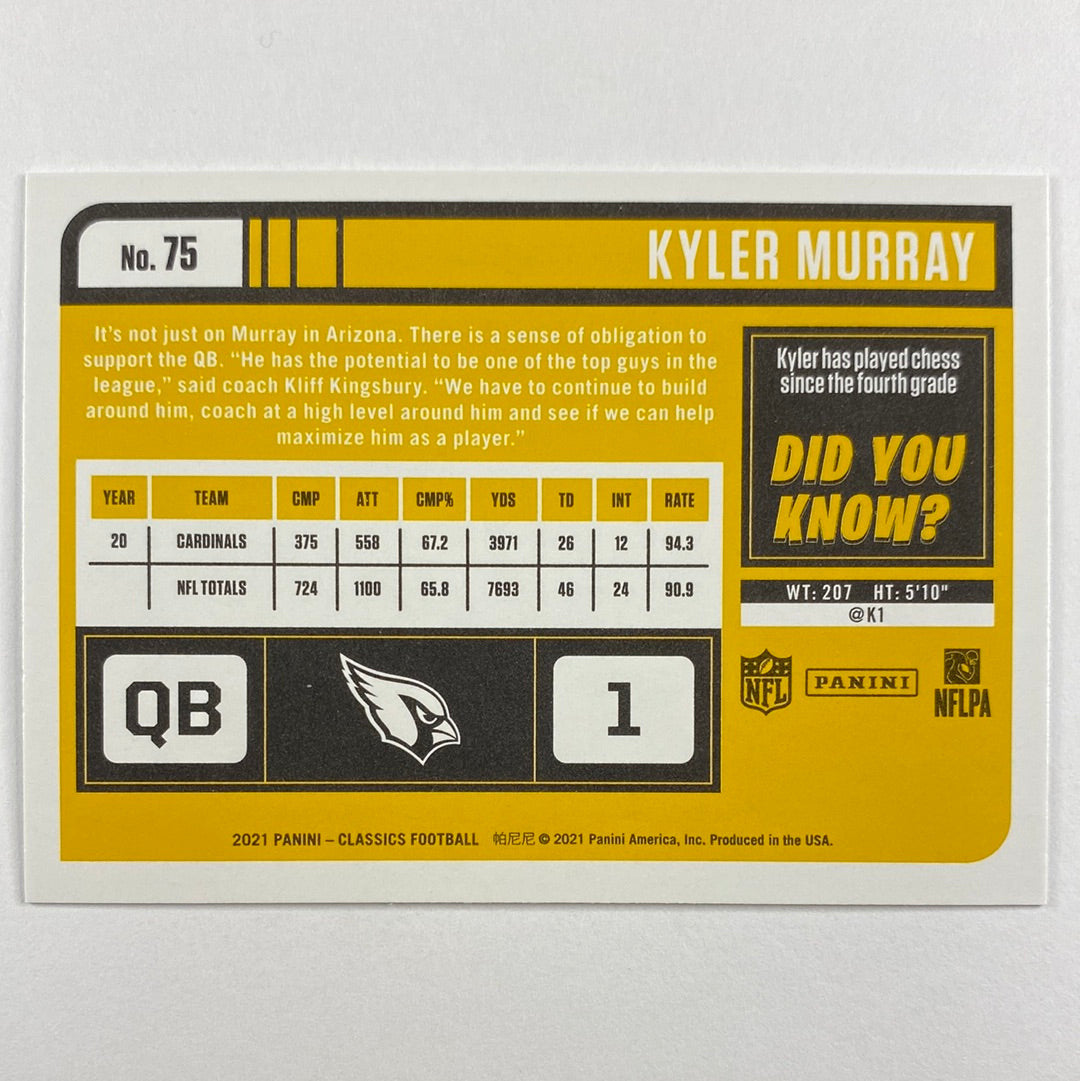 No. 75
KYLER MURRAY
It's not just on Murray in Arizona. There is a sense of obligation to
support the QB. “He has the potential to be one of the top guys in the
league,” said coach Kliff Kingsbury. “We have to continue to build
around him, coach at a high level around him and see if we can help
maximize him as a player.”
Kyler has played chess
since the fourth grade
DID YOU
KNOW?
YEAR TEAM CMP ATT CMP% YDS TD INT RATE
20 CARDINALS 375 558 67.2 3971 26 12 94.3
NFL TOTALS 724 1100 65.8 7693 46 24 90.9
WT: 207 HT: 5'10"
@K1
QB
1
NFL
PANINI
NFLPA
2021 PANINI – CLASSICS FOOTBALL 帕尼尼 © 2021 Panini America, Inc. Produced in the USA.